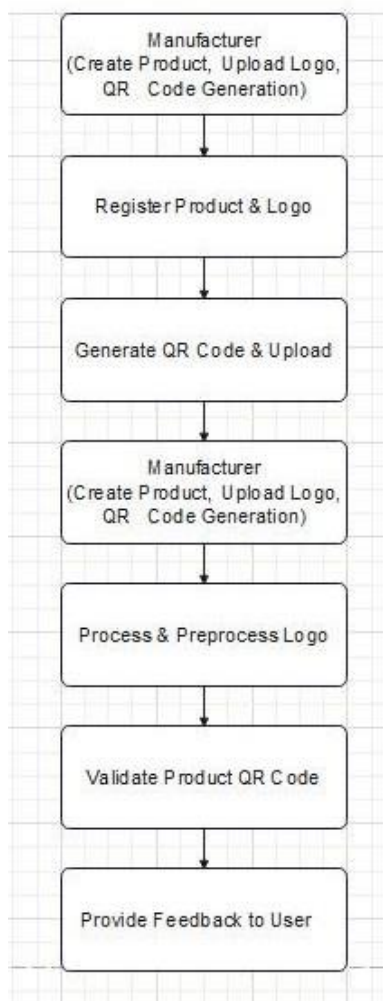 Manufacturer
(Create Product, Upload Logo,
QR Code Generation)
Register Product & Logo
Generate QR Code & Upload
Manufacturer
(Create Product, Upload Logo,
QR Code Generation)
Process & Preprocess Logo
Validate Product QR Code
Provide Feedback to User